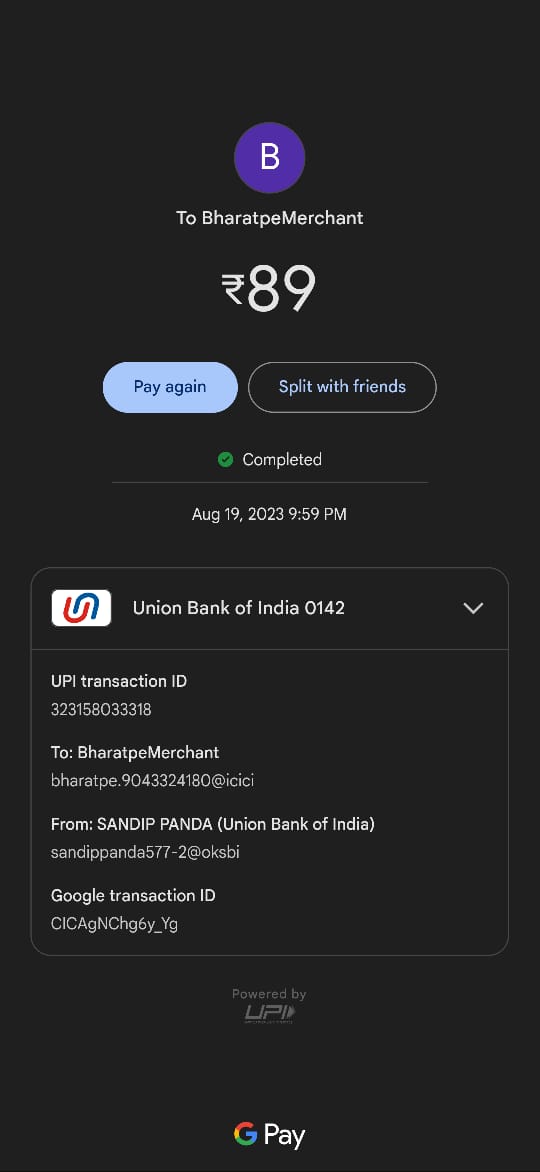 B
To BharatpeMerchant
₹89
Pay again
Split with friends
Completed
Aug 19, 2023 9:59 PM
Union Bank of India 0142
UPI transaction ID
323158033318
To: BharatpeMerchant
bharatpe.9043324180@icici
From: SANDIP PANDA (Union Bank of India)
sandippanda577-2@oksbi
Google transaction ID
CICAgNChg6y_Yg
Powered by
UPI
G Pay